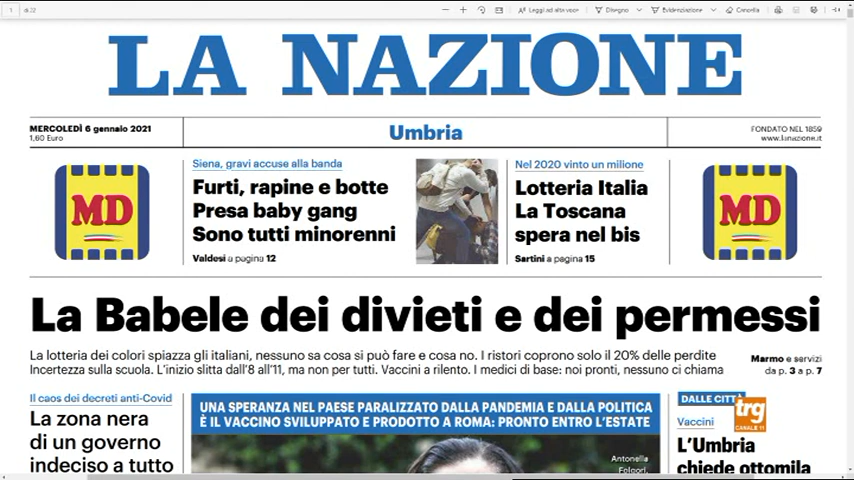 1
di 22
Leggi ad alta voce
Disegno
Evidenziazione
Cancella
LA NAZIONE
MERCOLEDÌ 6 gennaio 2021
1,60 Euro
Umbria
FONDATO NEL 1859
www.lanazione.it
MD
Siena, gravi accuse alla banda
Furti, rapine e botte
Presa baby gang
Sono tutti minorenni
Valdesi a pagina 12
Nel 2020 vinto un milione
Lotteria Italia
La Toscana
spera nel bis
Sartini a pagina 15
MD
La Babele dei divieti e dei permessi
La lotteria dei colori spiazza gli italiani, nessuno sa cosa si può fare e cosa no. I ristori coprono solo il 20% delle perdite
Incertezza sulla scuola. L'inizio slitta dall'8 all'11, ma non per tutti. Vaccini a rilento. I medici di base: noi pronti, nessuno ci chiama
Marmo e servizi
da p. 3 a p. 7
Il caos dei decreti anti-Covid
La zona nera
di un governo
indeciso a tutto
UNA SPERANZA NEL PAESE PARALIZZATO DALLA PANDEMIA E DALLA POLITICA
È IL VACCINO SVILUPPATO E PRODOTTO A ROMA: PRONTO ENTRO L'ESTATE
Antonella
Folgori,
DALLE CITTÀ
trg
CANALE 11
Vaccini
L'Umbria
chiede ottomila